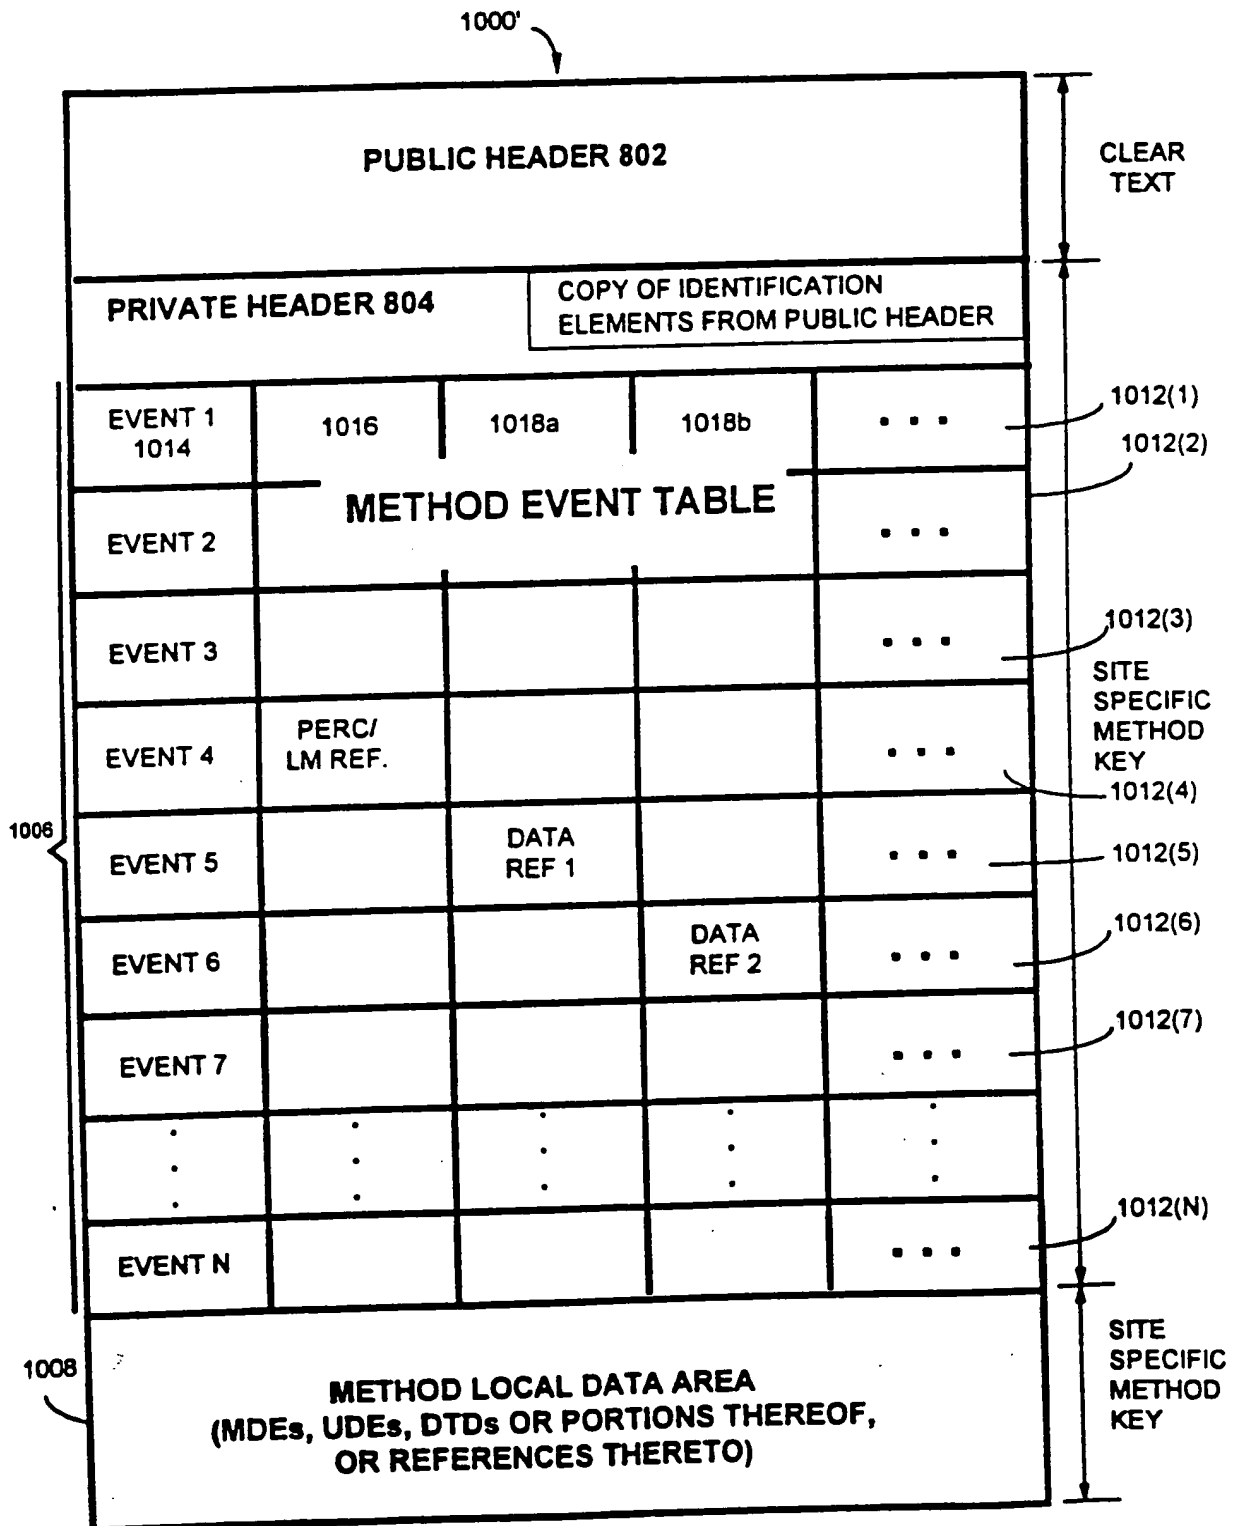 1000'
PUBLIC HEADER 802
CLEAR
TEXT
PRIVATE HEADER 804
COPY OF IDENTIFICATION
ELEMENTS FROM PUBLIC HEADER
EVENT 1
1014
1016
1018a
1018b
• • •
1012(1)
1012(2)
METHOD EVENT TABLE
EVENT 2
• • •
EVENT 3
• • •
1012(3)
SITE
SPECIFIC
METHOD
KEY
EVENT 4
PERC/
LM REF.
• • •
1012(4)
1006
EVENT 5
DATA
REF 1
• • •
1012(5)
EVENT 6
DATA
REF 2
• • •
1012(6)
EVENT 7
• • •
1012(7)
EVENT N
• • •
1012(N)
1008
METHOD LOCAL DATA AREA
(MDEs, UDEs, DTDs OR PORTIONS THEREOF,
OR REFERENCES THERETO)
SITE
SPECIFIC
METHOD
KEY